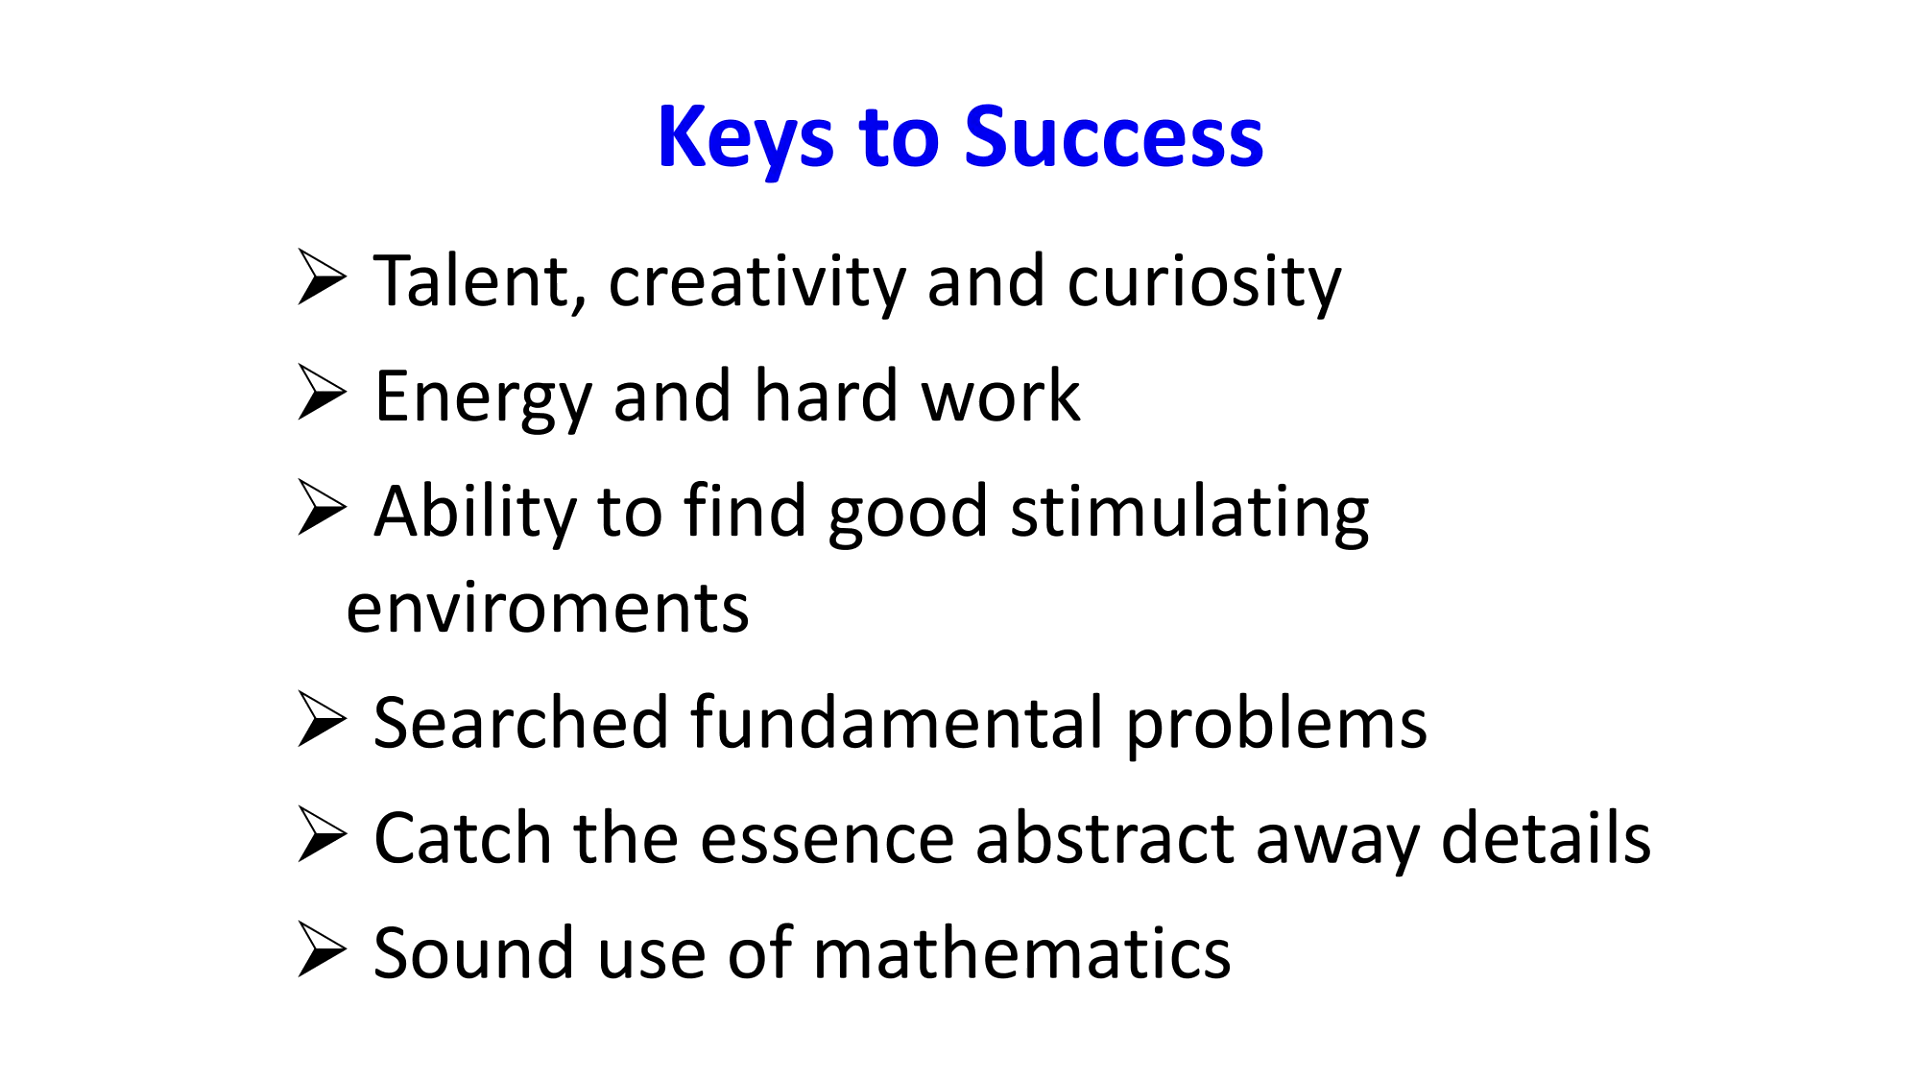 Keys to Success
➢ Talent, creativity and curiosity
➢ Energy and hard work
➢ Ability to find good stimulating
enviroments
➢ Searched fundamental problems
➢ Catch the essence abstract away details
➢ Sound use of mathematics